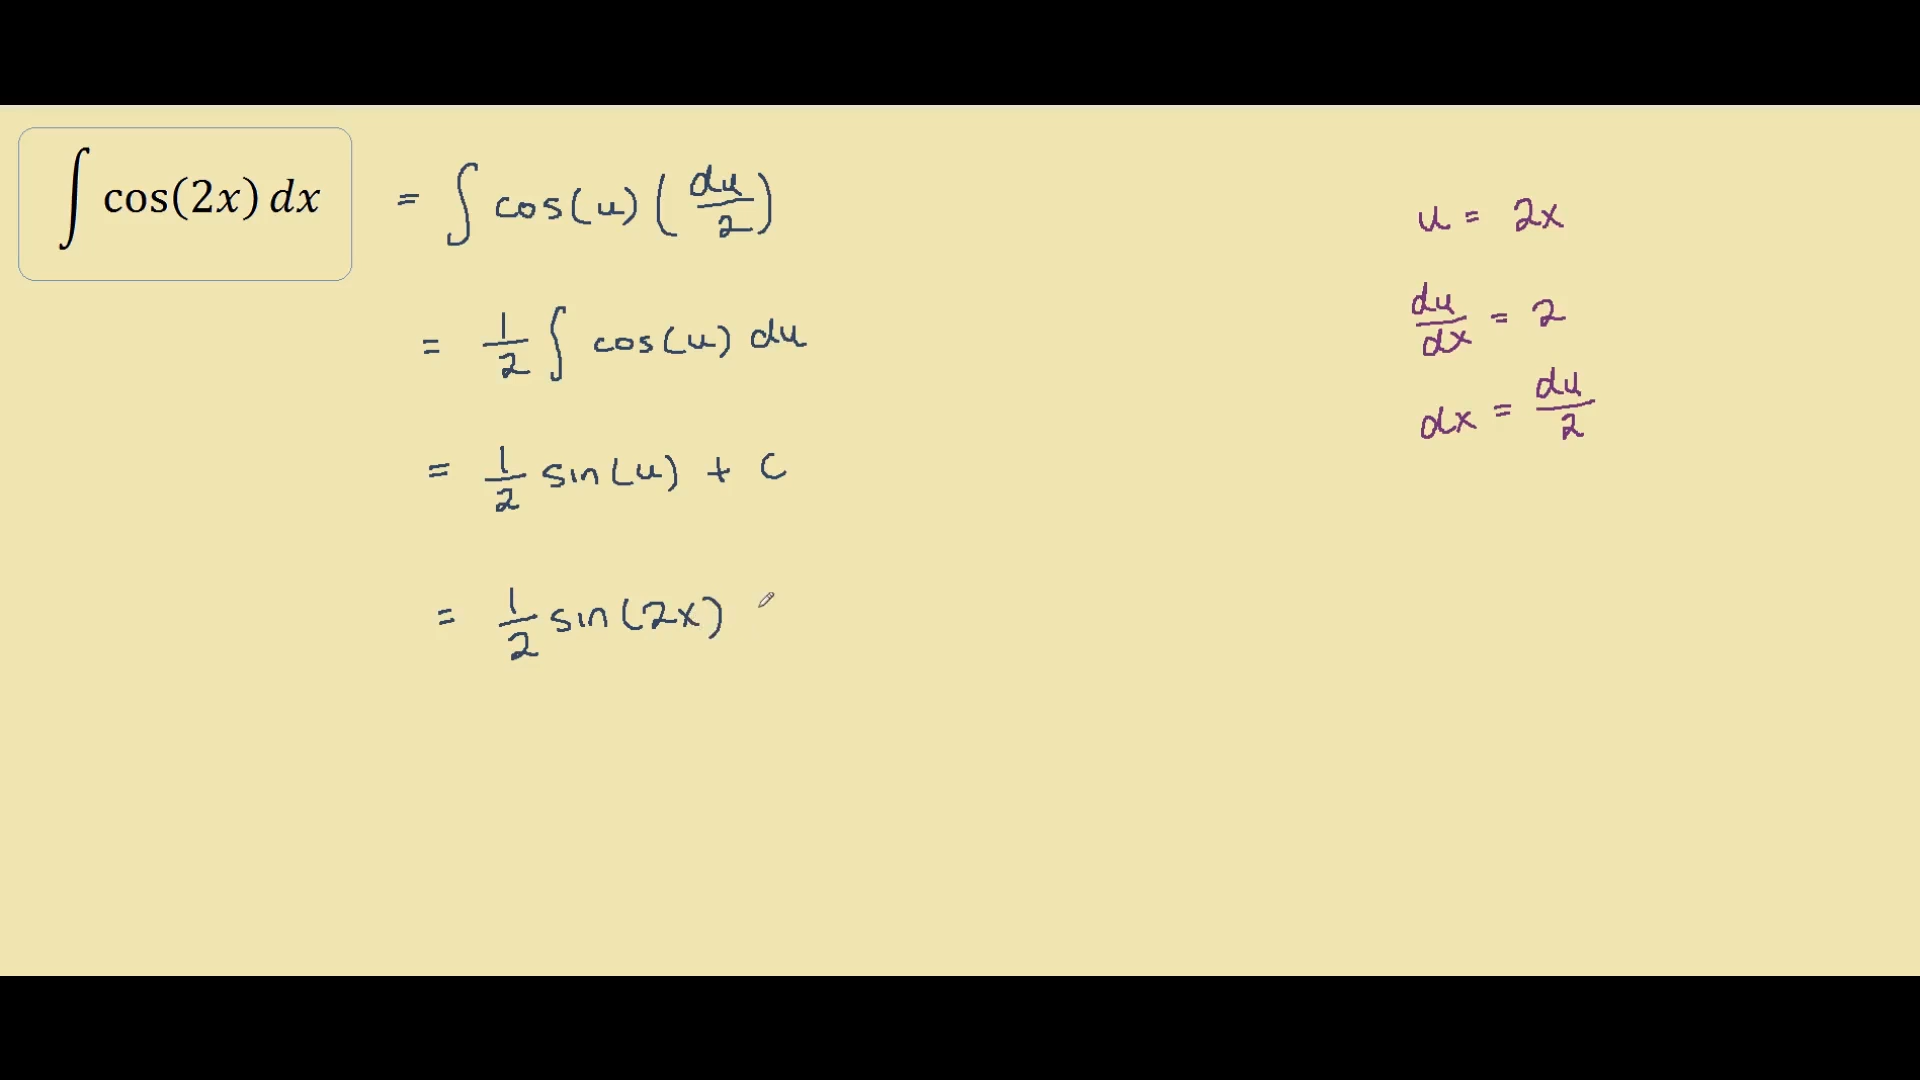 ∫ cos(2x) dx = ∫ cos(u) (du/2)
= 1/2 ∫ cos(u) du
= 1/2 sin(u) + c
= 1/2 sin(2x)
u = 2x
du/dx = 2
dx = du/2